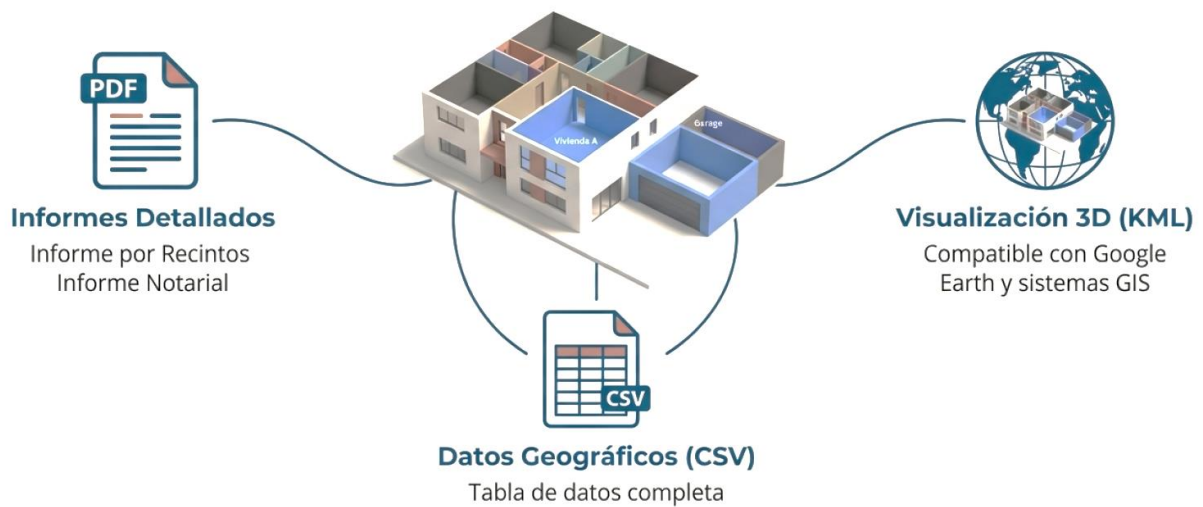 PDF
Informes Detallados
Informe por Recintos
Informe Notarial
Vivienda A
Garage
Visualización 3D (KML)
Compatible con Google
Earth y sistemas GIS
CSV
Datos Geográficos (CSV)
Tabla de datos completa